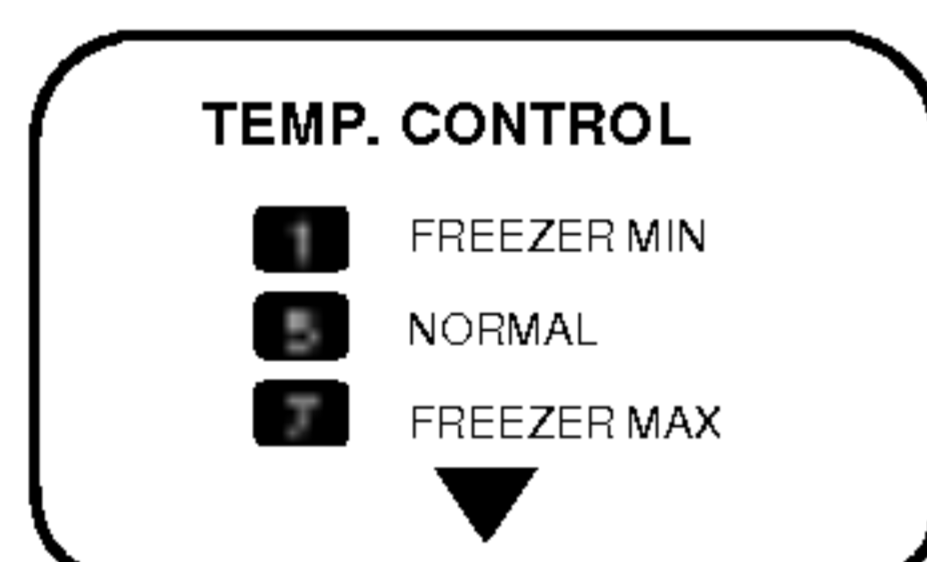 TEMP. CONTROL
1 FREEZER MIN
5 NORMAL
7 FREEZER MAX